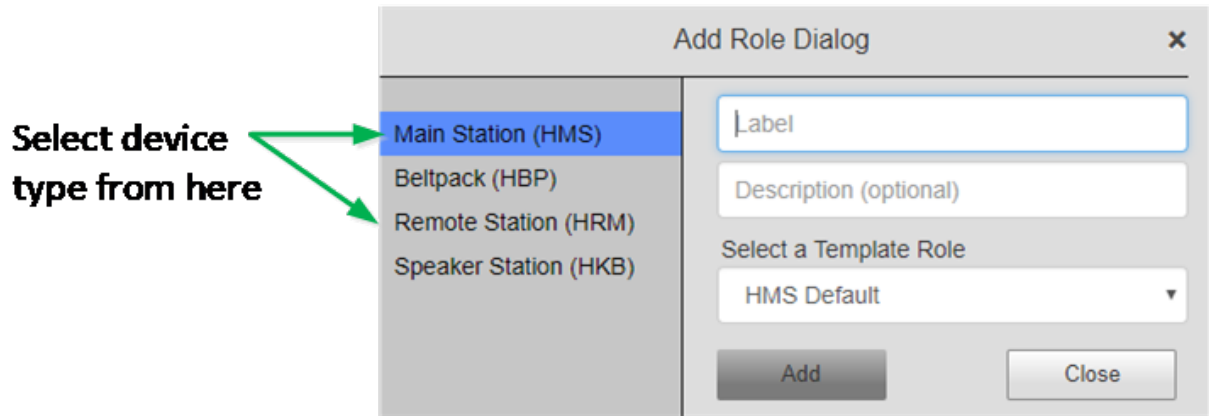 Add Role Dialog ×
Select device
type from here
Main Station (HMS)
Beltpack (HBP)
Remote Station (HRM)
Speaker Station (HKB)
Label
Description (optional)
Select a Template Role
HMS Default
Add
Close